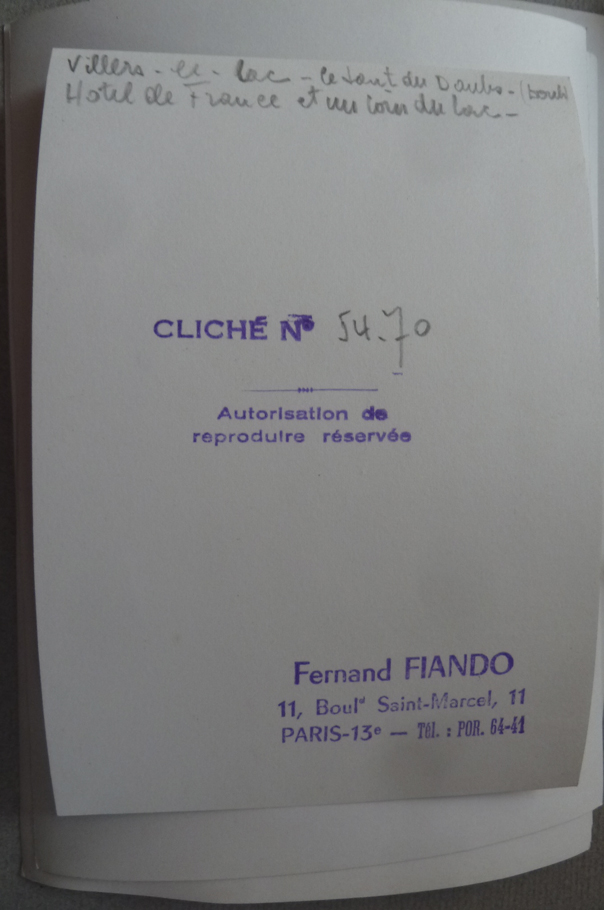 Villers - le - Lac - le Saut du Doubs - (Doubs)
Hotel de France et un coin du lac -
CLICHÉ Nº 54.70
Autorisation de
reproduire réservée
Fernand FIANDO
11, Boulᵈ Saint-Marcel, 11
PARIS-13ᵉ — Tél. : POR. 64-41